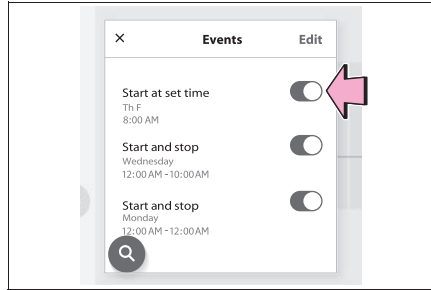 × Events Edit
Start at set time
Th F
8:00 AM
Start and stop
Wednesday
12:00 AM - 10:00 AM
Start and stop
Monday
12:00 AM - 12:00 AM